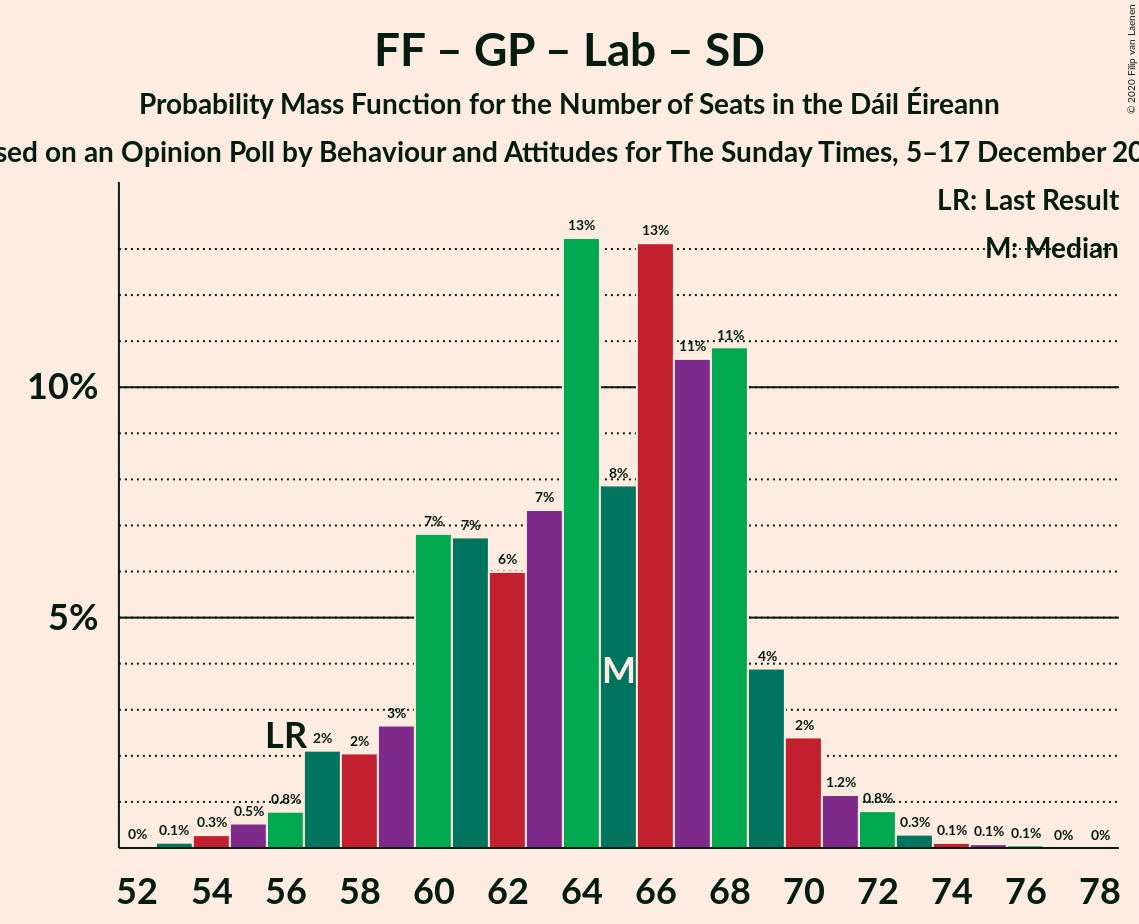 FF – GP – Lab – SD
Probability Mass Function for the Number of Seats in the Dáil Éireann
on an Opinion Poll by Behaviour and Attitudes for The Sunday Times, 5–17 December
© 2020 Filip van Laenen
LR: Last Result
M: Median
10%
5%
0% 0.1% 0.3% 0.5% 0.8% 2% 2% 3% 7% 7% 6% 7% 13% 8% 13% 11% 11% 4% 2% 1.2% 0.8% 0.3% 0.1% 0.1% 0.1% 0% 0%
LR
M
52 54 56 58 60 62 64 66 68 70 72 74 76 78